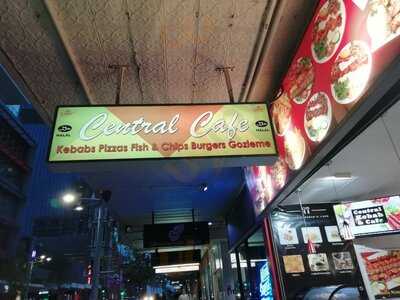 Central Cafe
HALAL
HALAL
Kebabs Pizzas Fish & Chips Burgers Gozleme
Central
Kebab
& Cafe